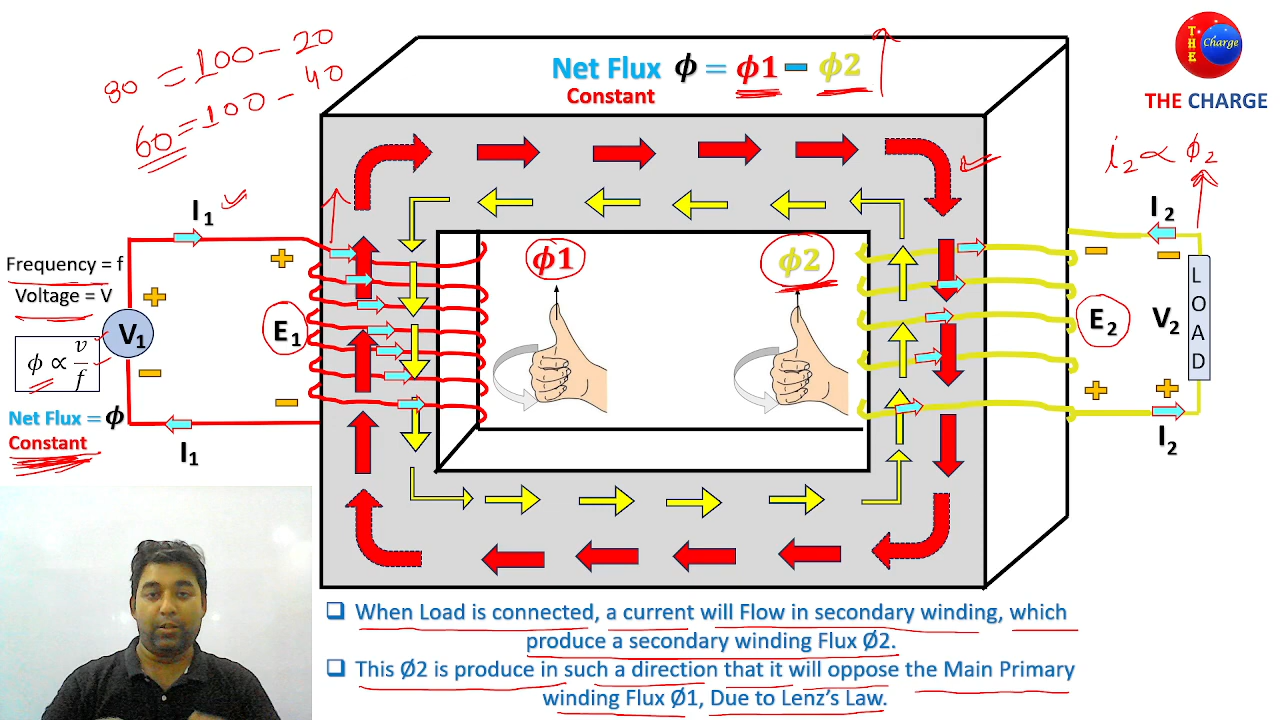 80 = 100 - 20
60 = 100 - 40
Net Flux ϕ = ϕ1 - ϕ2
Constant
THE Charge
THE CHARGE
i₂ ∝ ϕ₂
I₁
I₂
Frequency = f
Voltage = V
+
V₁
-
ϕ ∝ v/f
Net Flux = ϕ
Constant
I₁
+
E₁
-
ϕ1
ϕ2
-
E₂
+
-
V₂
+
LOAD
I₂
❑ When Load is connected, a current will Flow in secondary winding, which
produce a secondary winding Flux Ø2.
❑ This Ø2 is produce in such a direction that it will oppose the Main Primary
winding Flux Ø1, Due to Lenz’s Law.